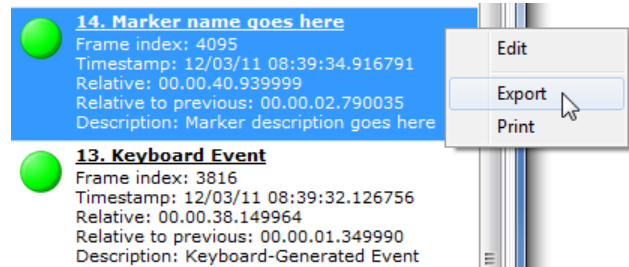 14. Marker name goes here
Frame index: 4095
Timestamp: 12/03/11 08:39:34.916791
Relative: 00.00.40.939999
Relative to previous: 00.00.02.790035
Description: Marker description goes here
Edit
Export
Print
13. Keyboard Event
Frame index: 3816
Timestamp: 12/03/11 08:39:32.126756
Relative: 00.00.38.149964
Relative to previous: 00.00.01.349990
Description: Keyboard-Generated Event